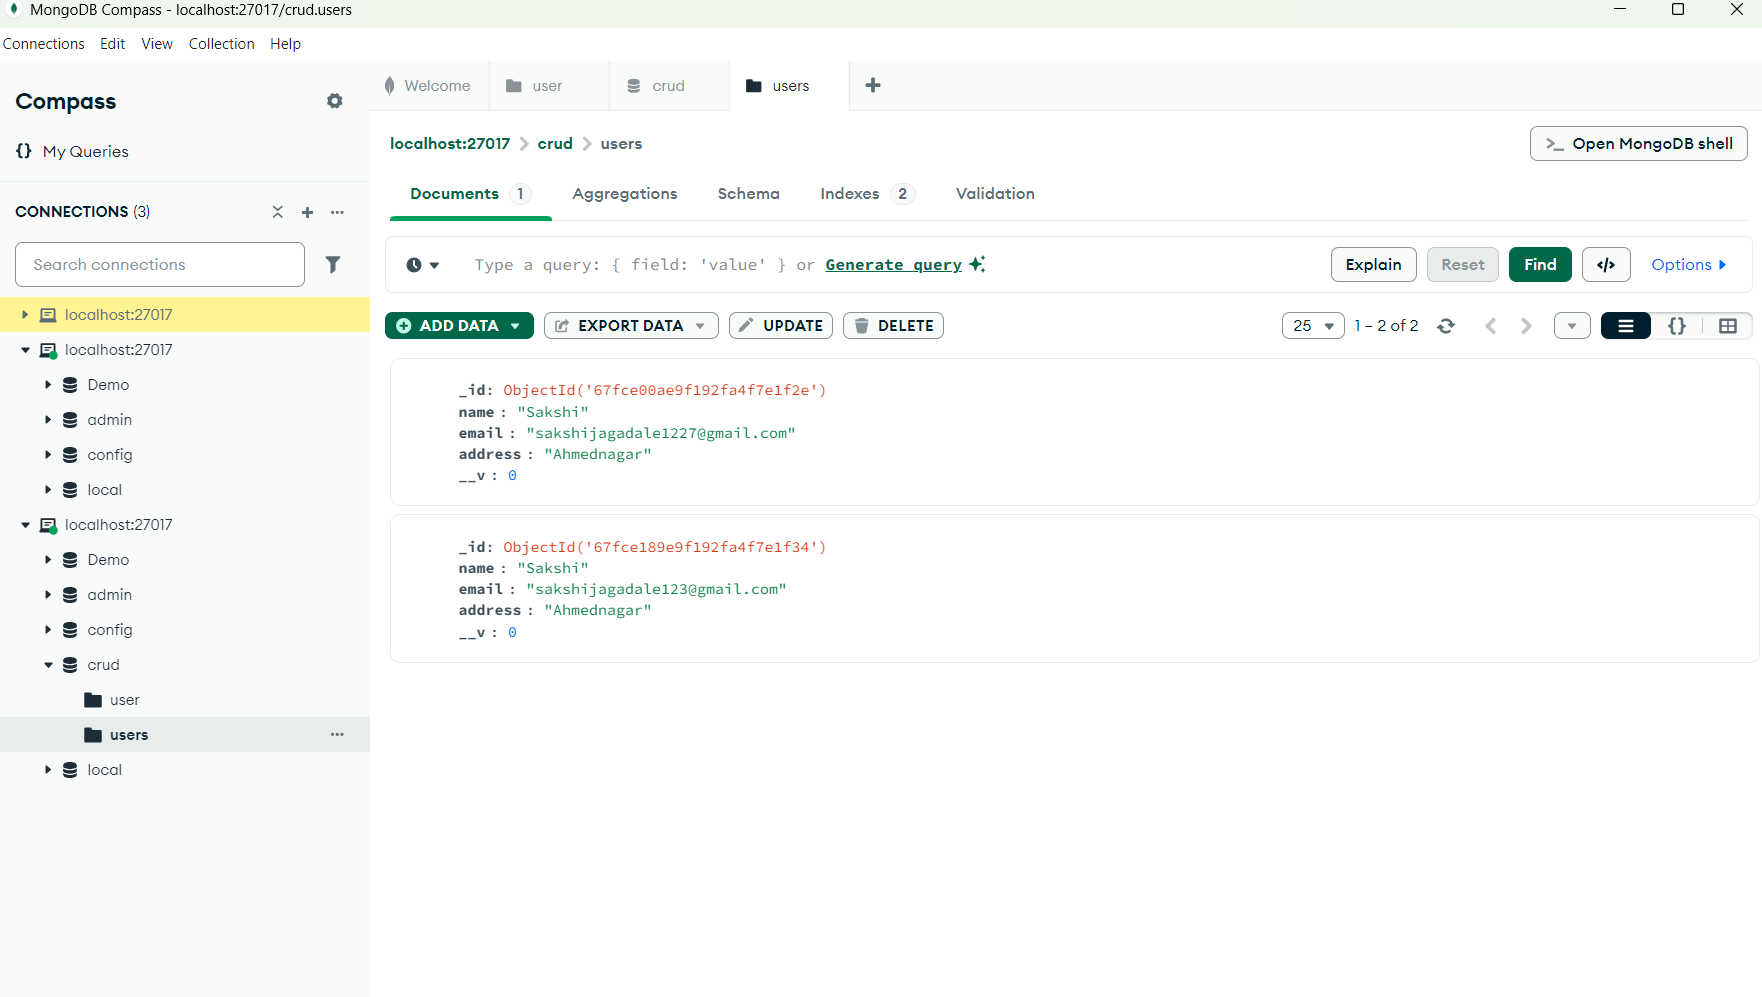 MongoDB Compass - localhost:27017/crud.users
Connections Edit View Collection Help
Compass
{} My Queries
CONNECTIONS (3)
Search connections
localhost:27017
localhost:27017
Demo
admin
config
local
localhost:27017
Demo
admin
config
crud
user
users
local
Welcome user crud users
localhost:27017 > crud > users
>_ Open MongoDB shell
Documents 1 Aggregations Schema Indexes 2 Validation
Type a query: { field: 'value' } or Generate query
Explain Reset Find </> Options
ADD DATA EXPORT DATA UPDATE DELETE
25 1 – 2 of 2 {}
_id: ObjectId('67fce00ae9f192fa4f7e1f2e')
name : "Sakshi"
email : "sakshijagadale1227@gmail.com"
address : "Ahmednagar"
__v : 0
_id: ObjectId('67fce189e9f192fa4f7e1f34')
name : "Sakshi"
email : "sakshijagadale123@gmail.com"
address : "Ahmednagar"
__v : 0